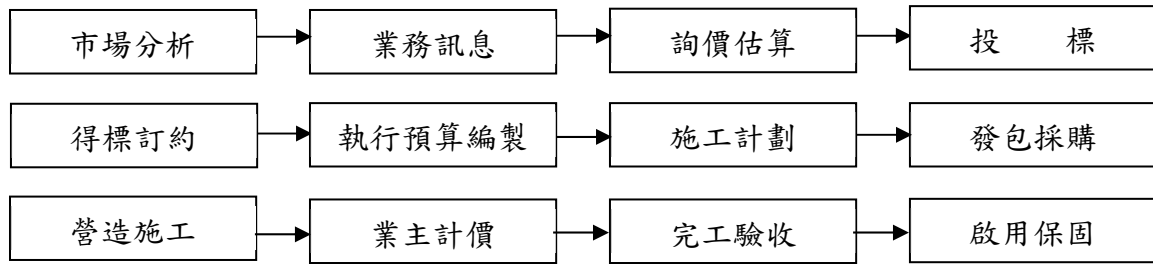 市場分析 業務訊息 詢價估算 投 標
得標訂約 執行預算編製 施工計劃 發包採購
營造施工 業主計價 完工驗收 啟用保固